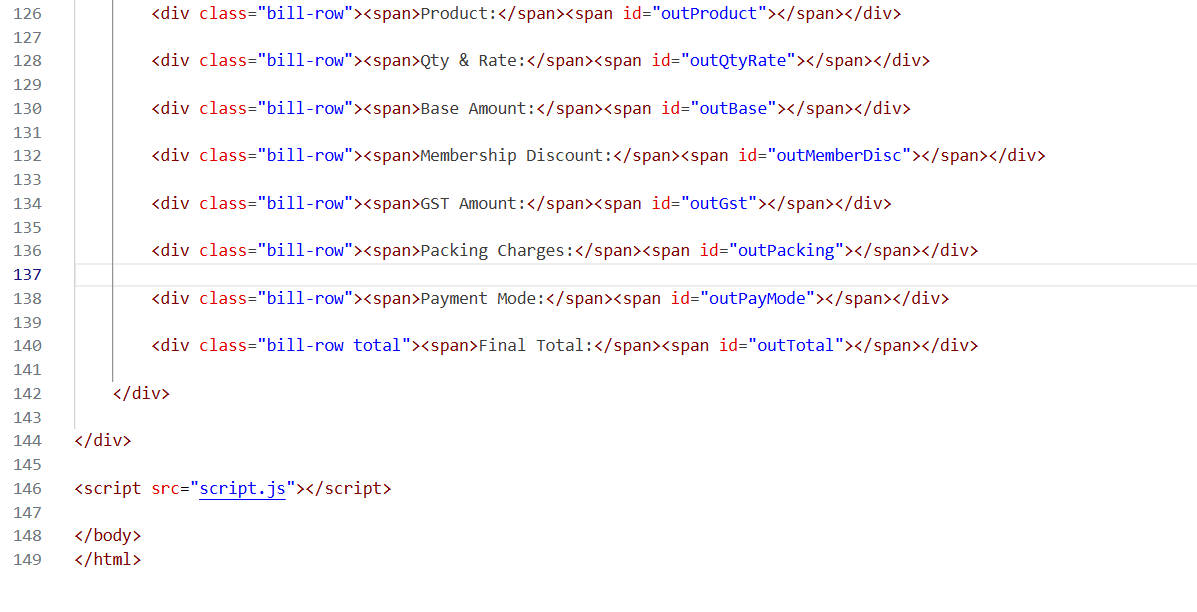 126         <div class="bill-row"><span>Product:</span><span id="outProduct"></span></div>
127
128         <div class="bill-row"><span>Qty & Rate:</span><span id="outQtyRate"></span></div>
129
130         <div class="bill-row"><span>Base Amount:</span><span id="outBase"></span></div>
131
132         <div class="bill-row"><span>Membership Discount:</span><span id="outMemberDisc"></span></div>
133
134         <div class="bill-row"><span>GST Amount:</span><span id="outGst"></span></div>
135
136         <div class="bill-row"><span>Packing Charges:</span><span id="outPacking"></span></div>
137
138         <div class="bill-row"><span>Payment Mode:</span><span id="outPayMode"></span></div>
139
140         <div class="bill-row total"><span>Final Total:</span><span id="outTotal"></span></div>
141
142     </div>
143
144 </div>
145
146 <script src="script.js"></script>
147
148 </body>
149 </html>